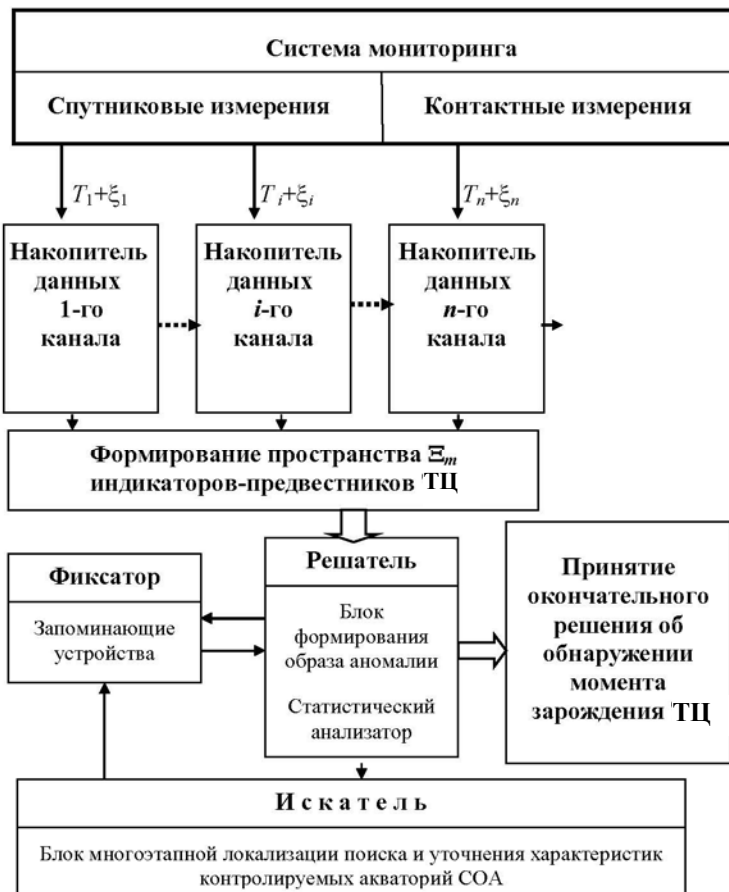 Система мониторинга
Спутниковые измерения
Контактные измерения
T1+ξ1
Ti+ξi
Tn+ξn
Накопитель
данных
1-го
канала
Накопитель
данных
i-го
канала
Накопитель
данных
n-го
канала
Формирование пространства Ξm
индикаторов-предвестников ТЦ
Фиксатор
Запоминающие
устройства
Решатель
Блок
формирования
образа аномалии
Статистический
анализатор
Принятие
окончательного
решения об
обнаружении
момента
зарождения ТЦ
И с к а т е л ь
Блок многоэтапной локализации поиска и уточнения характеристик
контролируемых акваторий СОА